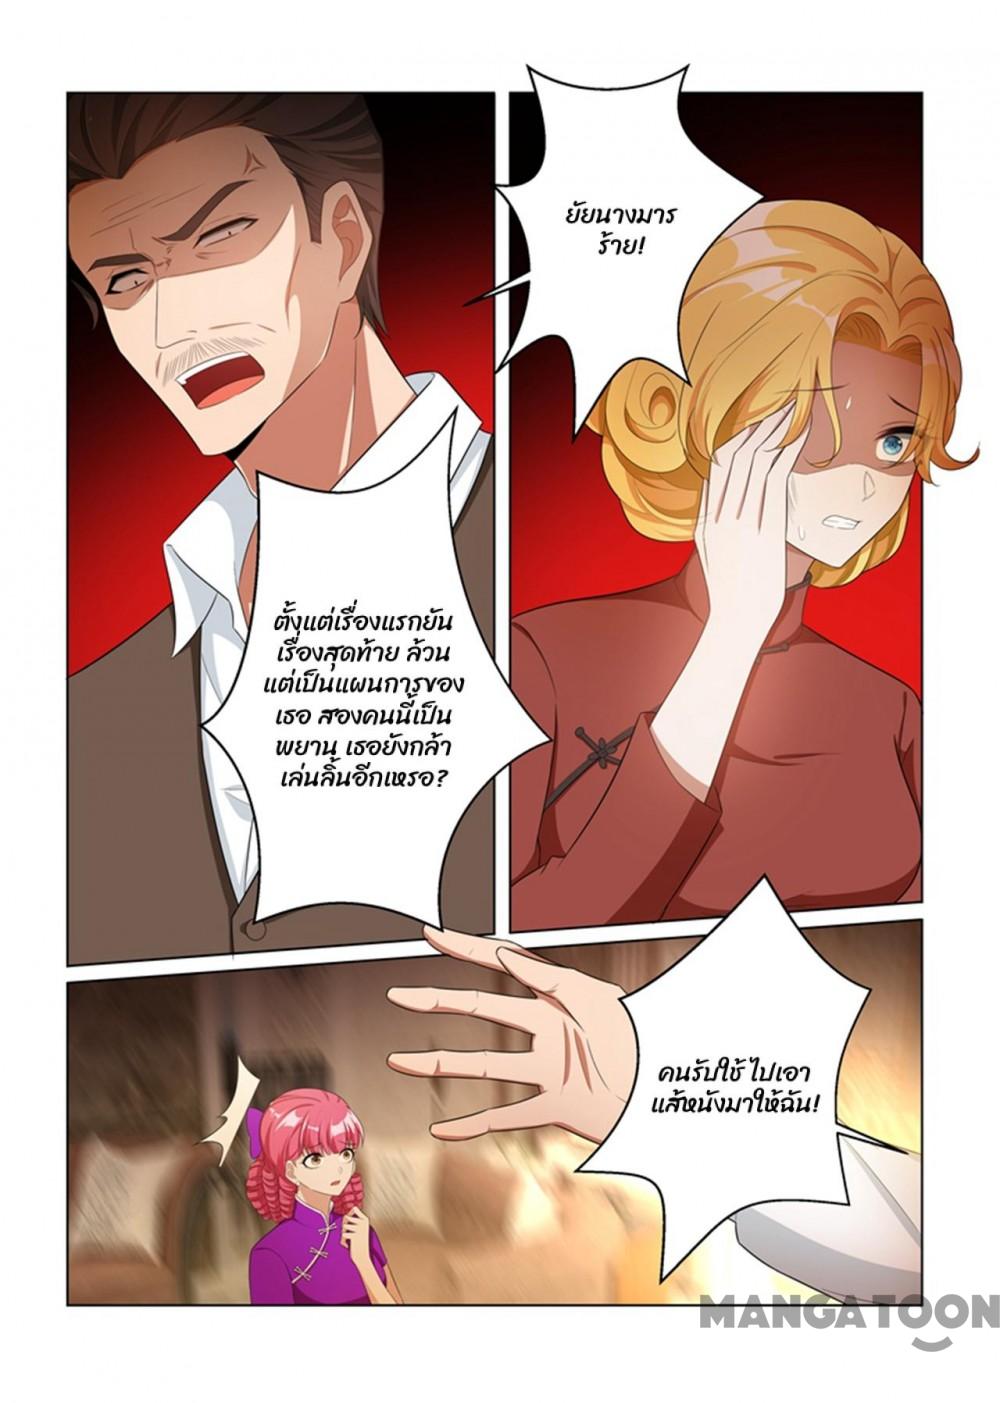 ยัยนางมาร
ร้าย!
ตั้งแต่เรื่องแรกยัน
เรื่องสุดท้าย ล้วน
แต่เป็นแผนการของ
เธอ สองคนนี้เป็น
พยาน เธอยังกล้า
เล่นลิ้นอีกเหรอ?
คนรับใช้ ไปเอา
แส้หนังมาให้ฉัน!
MANGATOON